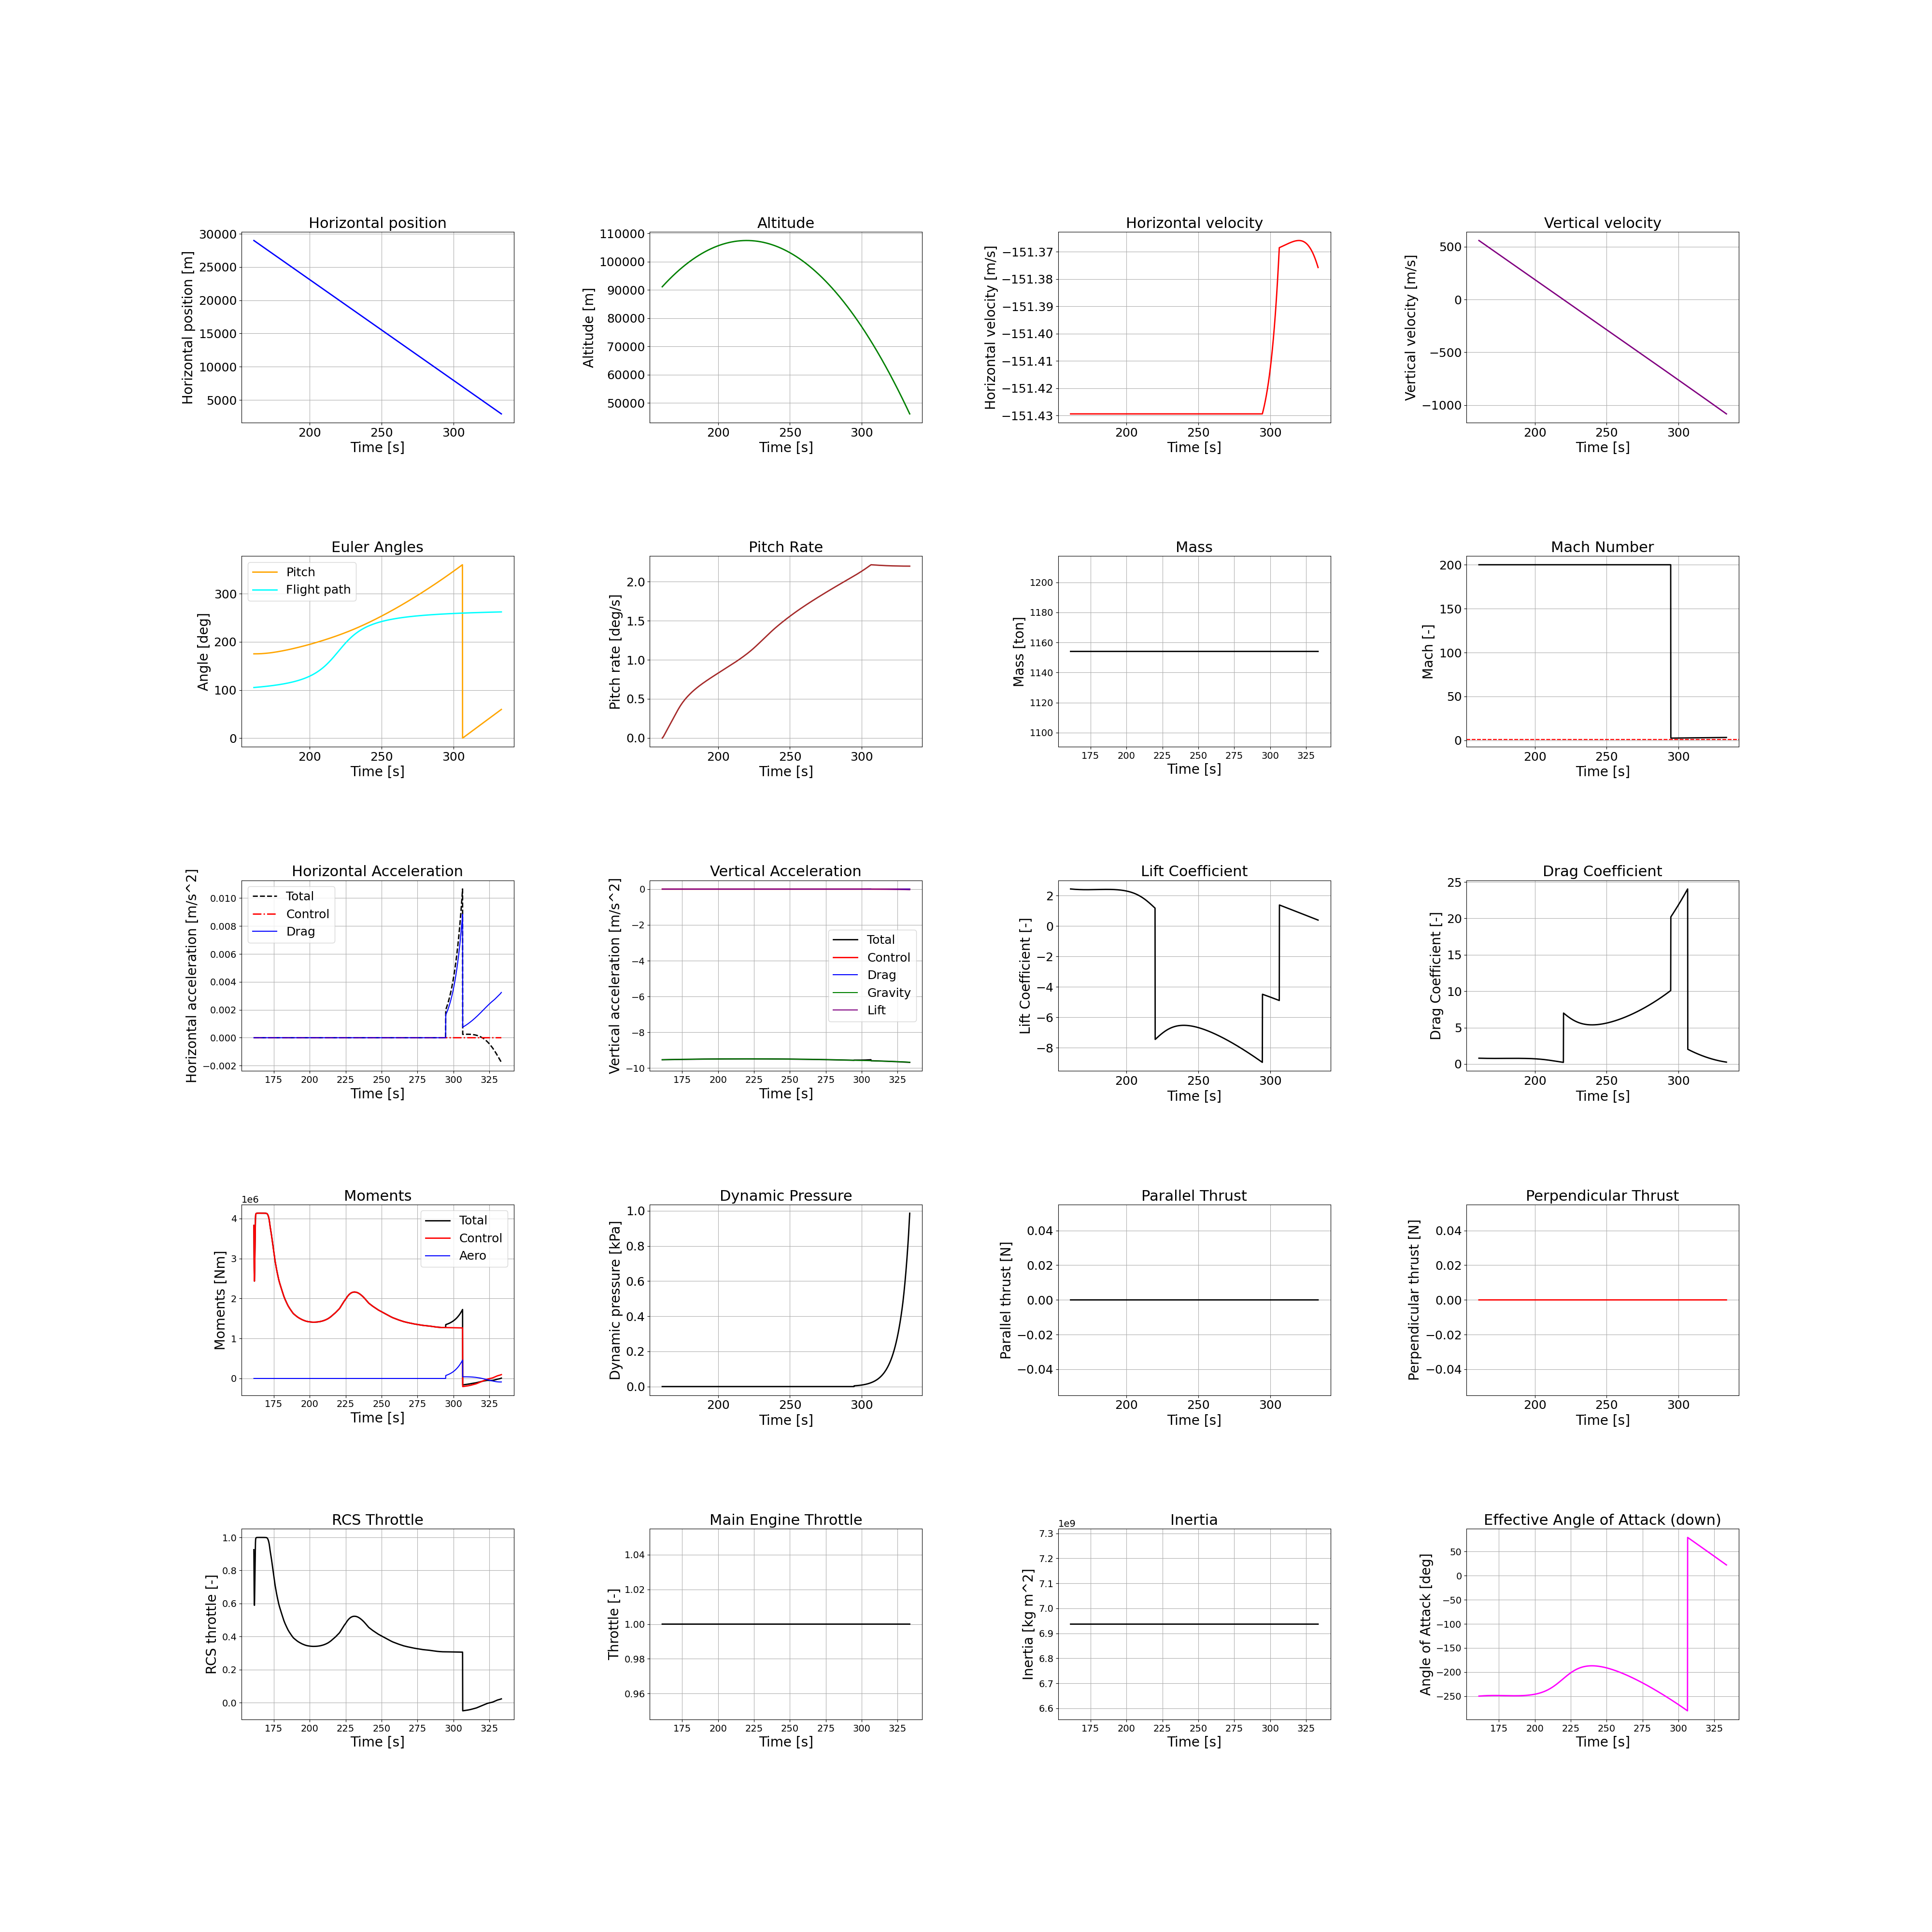 Horizontal position
Horizontal position [m]
30000
25000
20000
15000
10000
5000
200 250 300
Time [s]
Altitude
Altitude [m]
110000
100000
90000
80000
70000
60000
50000
200 250 300
Time [s]
Horizontal velocity
Horizontal velocity [m/s]
−151.37
−151.38
−151.39
−151.40
−151.41
−151.42
−151.43
200 250 300
Time [s]
Vertical velocity
Vertical velocity [m/s]
500
0
−500
−1000
200 250 300
Time [s]
Euler Angles
Angle [deg]
300
200
100
0
Pitch
Flight path
200 250 300
Time [s]
Pitch Rate
Pitch rate [deg/s]
2.0
1.5
1.0
0.5
0.0
200 250 300
Time [s]
Mass
Mass [ton]
1200
1180
1160
1140
1120
1100
175 200 225 250 275 300 325
Time [s]
Mach Number
Mach [-]
200
150
100
50
0
200 250 300
Time [s]
Horizontal Acceleration
Horizontal acceleration [m/s^2]
0.010
0.008
0.006
0.004
0.002
0.000
−0.002
Total
Control
Drag
175 200 225 250 275 300 325
Time [s]
Vertical Acceleration
Vertical acceleration [m/s^2]
0
−2
−4
−6
−8
−10
Total
Control
Drag
Gravity
Lift
175 200 225 250 275 300 325
Time [s]
Lift Coefficient
Lift Coefficient [-]
2
0
−2
−4
−6
−8
200 250 300
Time [s]
Drag Coefficient
Drag Coefficient [-]
25
20
15
10
5
0
200 250 300
Time [s]
Moments
1e6
Moments [Nm]
4
3
2
1
0
Total
Control
Aero
175 200 225 250 275 300 325
Time [s]
Dynamic Pressure
Dynamic pressure [kPa]
1.0
0.8
0.6
0.4
0.2
0.0
200 250 300
Time [s]
Parallel Thrust
Parallel thrust [N]
0.04
0.02
0.00
−0.02
−0.04
200 250 300
Time [s]
Perpendicular Thrust
Perpendicular thrust [N]
0.04
0.02
0.00
−0.02
−0.04
200 250 300
Time [s]
RCS Throttle
RCS throttle [-]
1.0
0.8
0.6
0.4
0.2
0.0
175 200 225 250 275 300 325
Time [s]
Main Engine Throttle
Throttle [-]
1.04
1.02
1.00
0.98
0.96
175 200 225 250 275 300 325
Time [s]
Inertia
1e9
Inertia [kg m^2]
7.3
7.2
7.1
7.0
6.9
6.8
6.7
6.6
175 200 225 250 275 300 325
Time [s]
Effective Angle of Attack (down)
Angle of Attack [deg]
50
0
−50
−100
−150
−200
−250
175 200 225 250 275 300 325
Time [s]